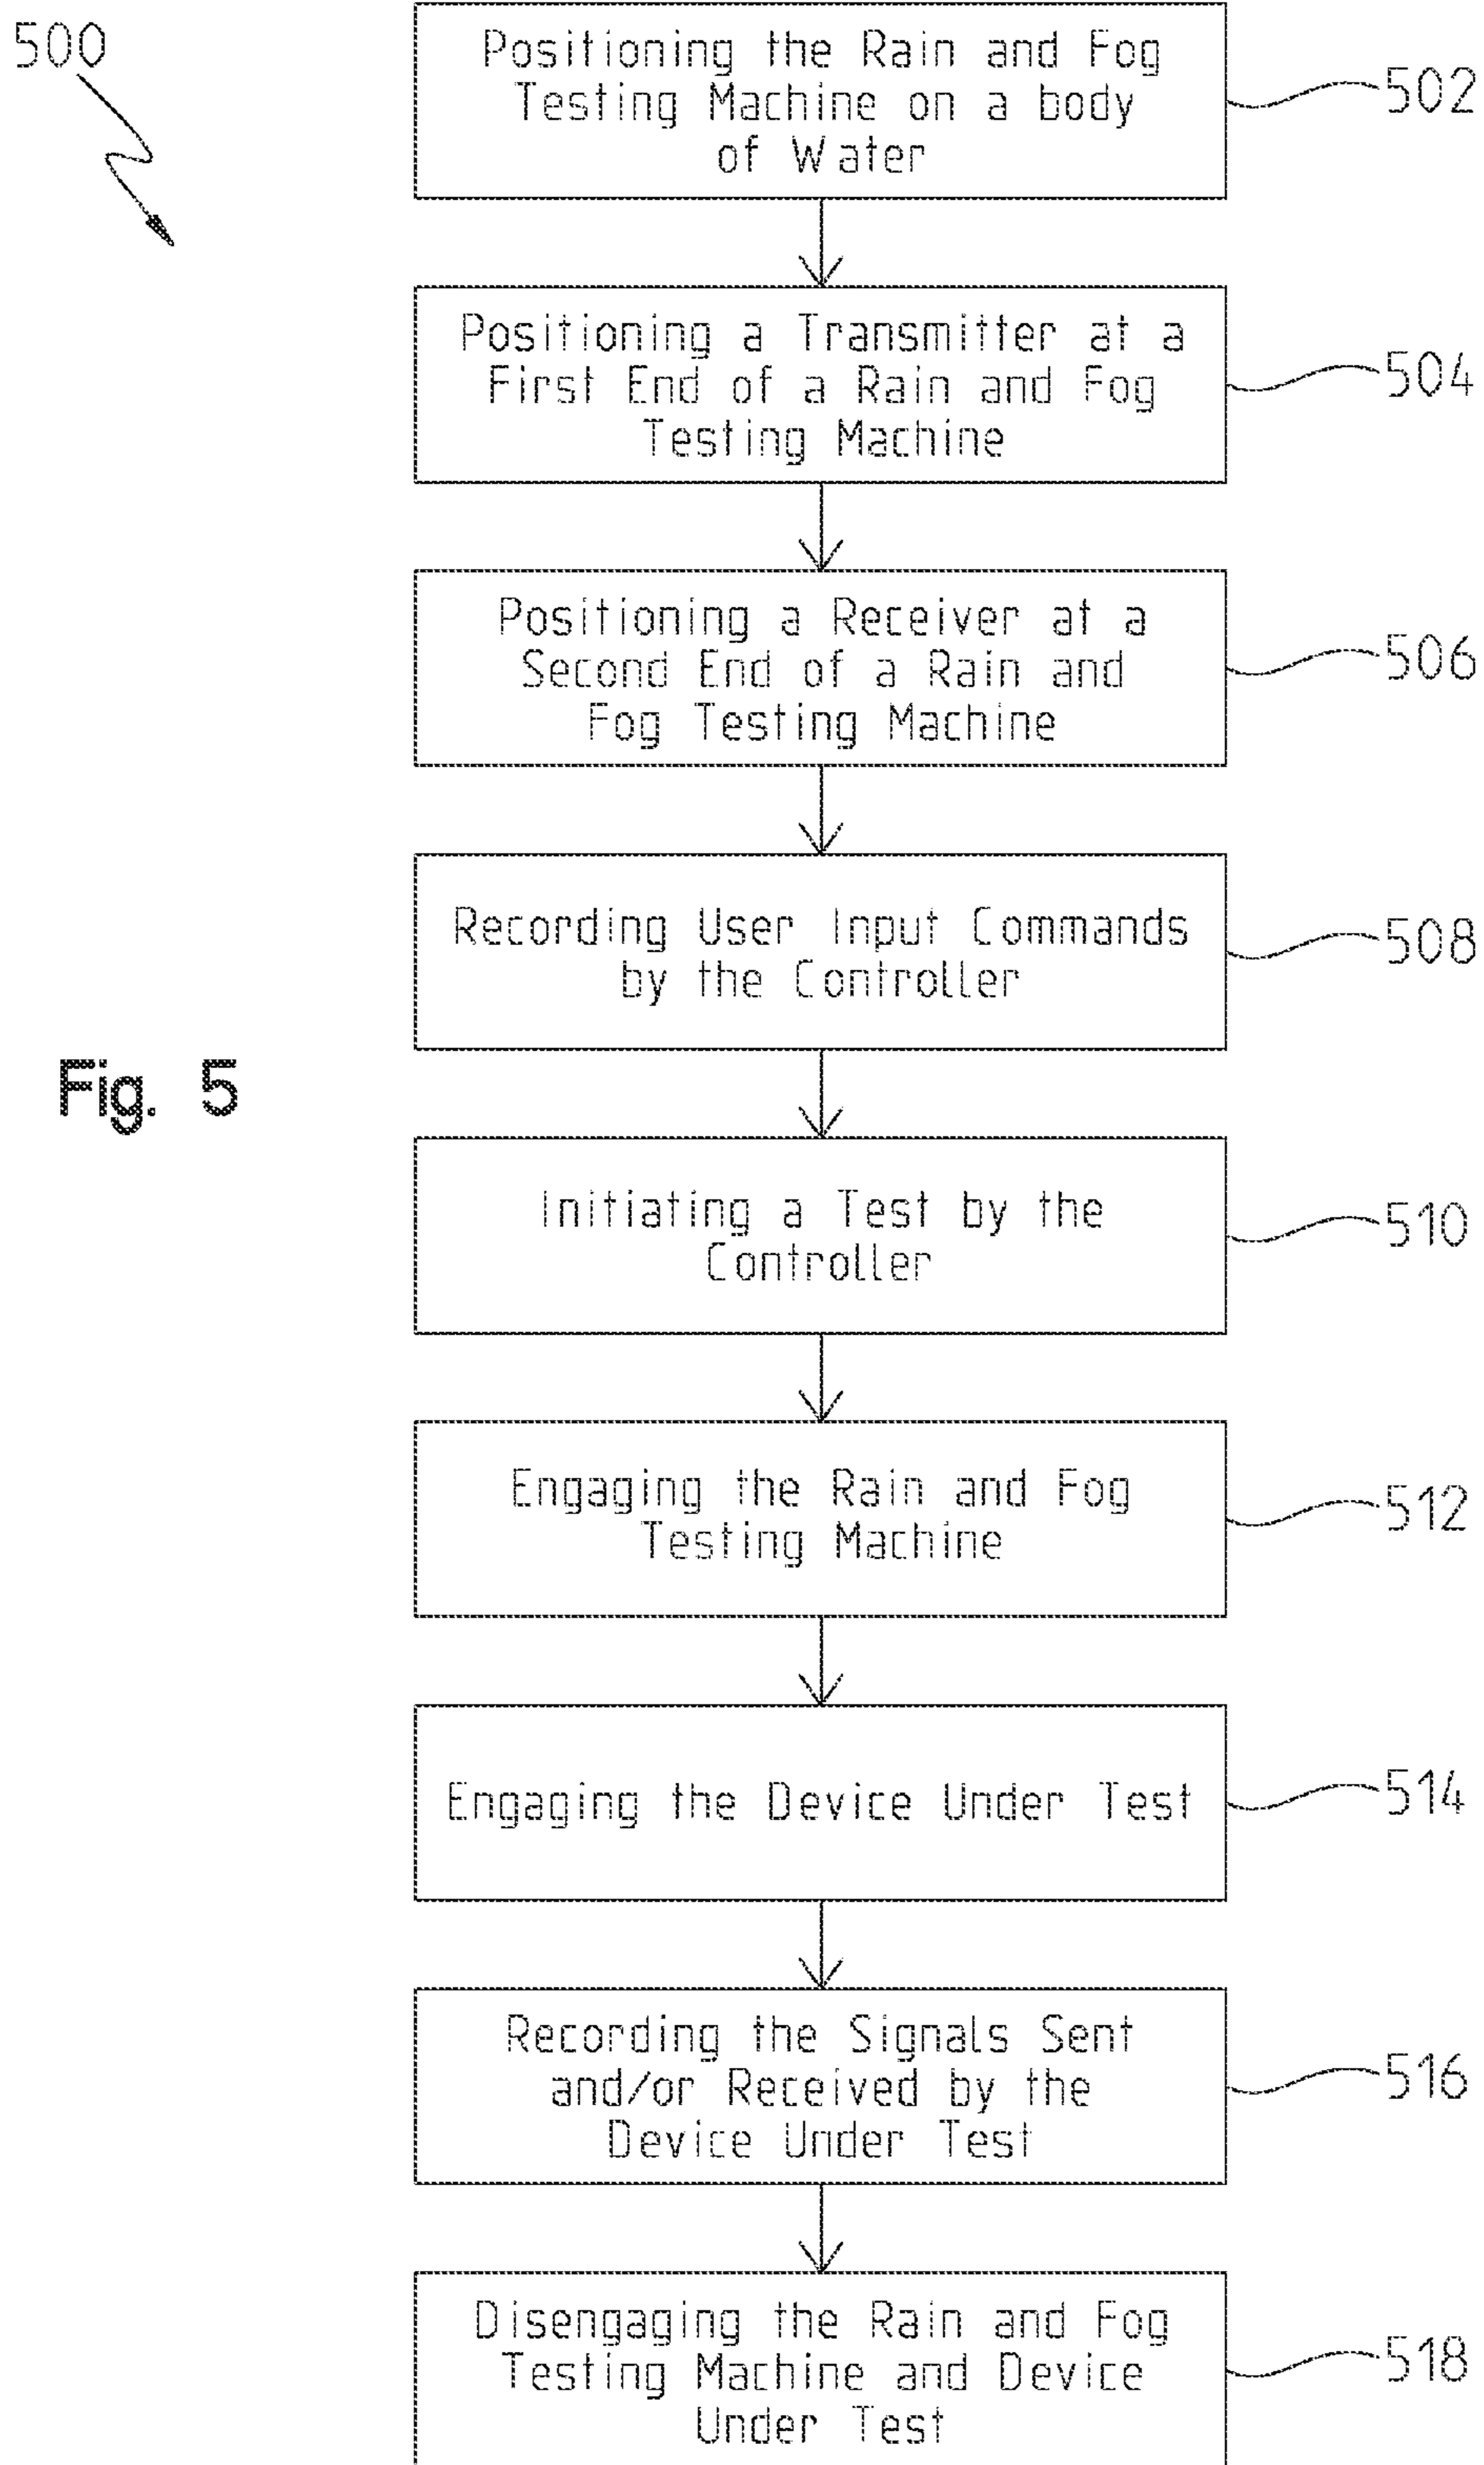 500
Positioning the Rain and Fog
Testing Machine on a body
of Water
502
Positioning a Transmitter at a
First End of a Rain and Fog
Testing Machine
504
Positioning a Receiver at a
Second End of a Rain and
Fog Testing Machine
506
Recording User Input Commands
by the Controller
508
Fig. 5
Initiating a Test by the
Controller
510
Engaging the Rain and Fog
Testing Machine
512
Engaging the Device Under Test
514
Recording the Signals Sent
and/or Received by the
Device Under Test
516
Disengaging the Rain and Fog
Testing Machine and Device
Under Test
518